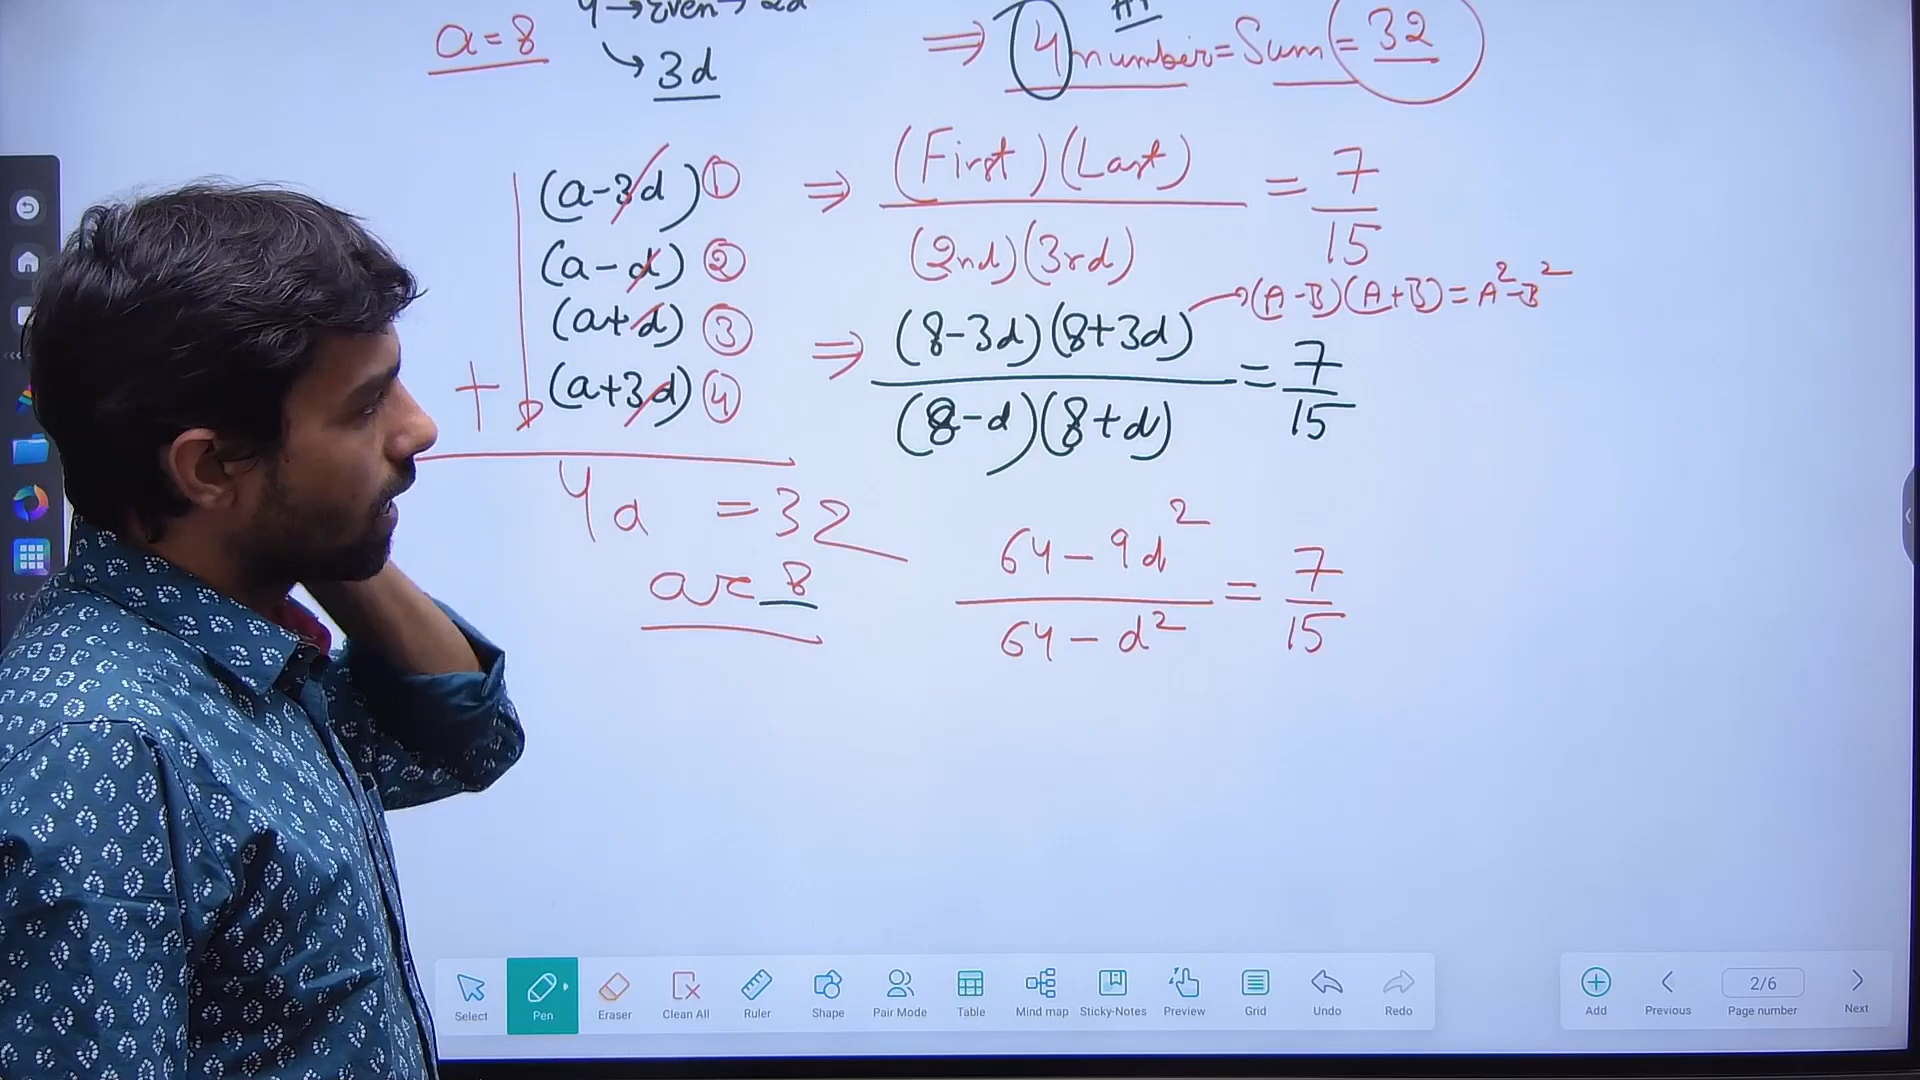 a = 8
4 → Even → 2d
↳ 3d
⇒ 4 number = Sum = 32
(a-3d) ①
(a-d) ②
(a+d) ③
+ (a+3d) ④
4a = 32
a = 8
⇒ (First)(Last) / (2nd)(3rd) = 7/15
→ (A-B)(A+B) = A²-B²
⇒ (8-3d)(8+3d) / (8-d)(8+d) = 7/15
64-9d² / 64-d² = 7/15
Select Pen Eraser Clean All Ruler Shape Pair Mode Table Mind map Sticky-Notes Preview Grid Undo Redo
Add Previous 2/6 Page number Next